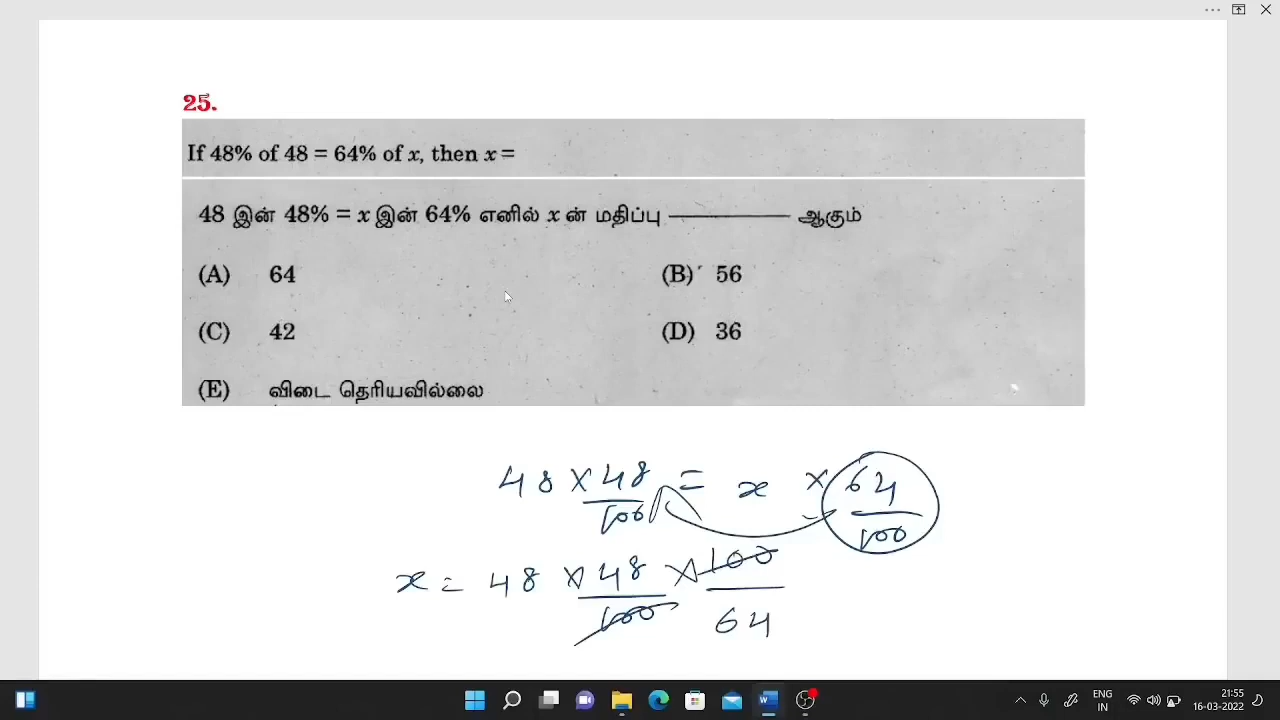 25.
If 48% of 48 = 64% of x, then x =
48 இன் 48% = x இன் 64% எனில் x ன் மதிப்பு ———— ஆகும்
(A) 64 (B) 56
(C) 42 (D) 36
(E) விடை தெரியவில்லை
48 × 48/100 = x × 64/100
x = 48 × 48/100 × 100/64
ENG
IN
21:55
16-03-2022